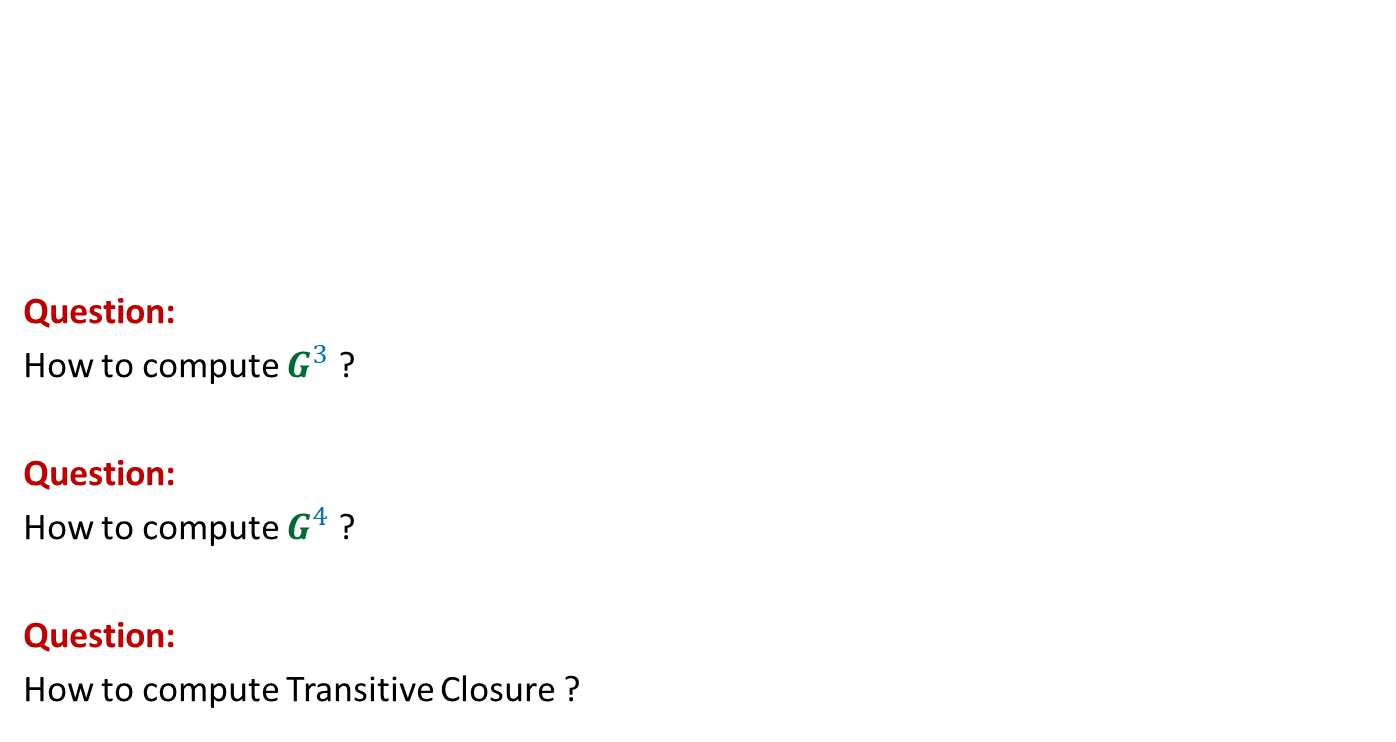 Question:
How to compute G³ ?
Question:
How to compute G⁴ ?
Question:
How to compute Transitive Closure ?